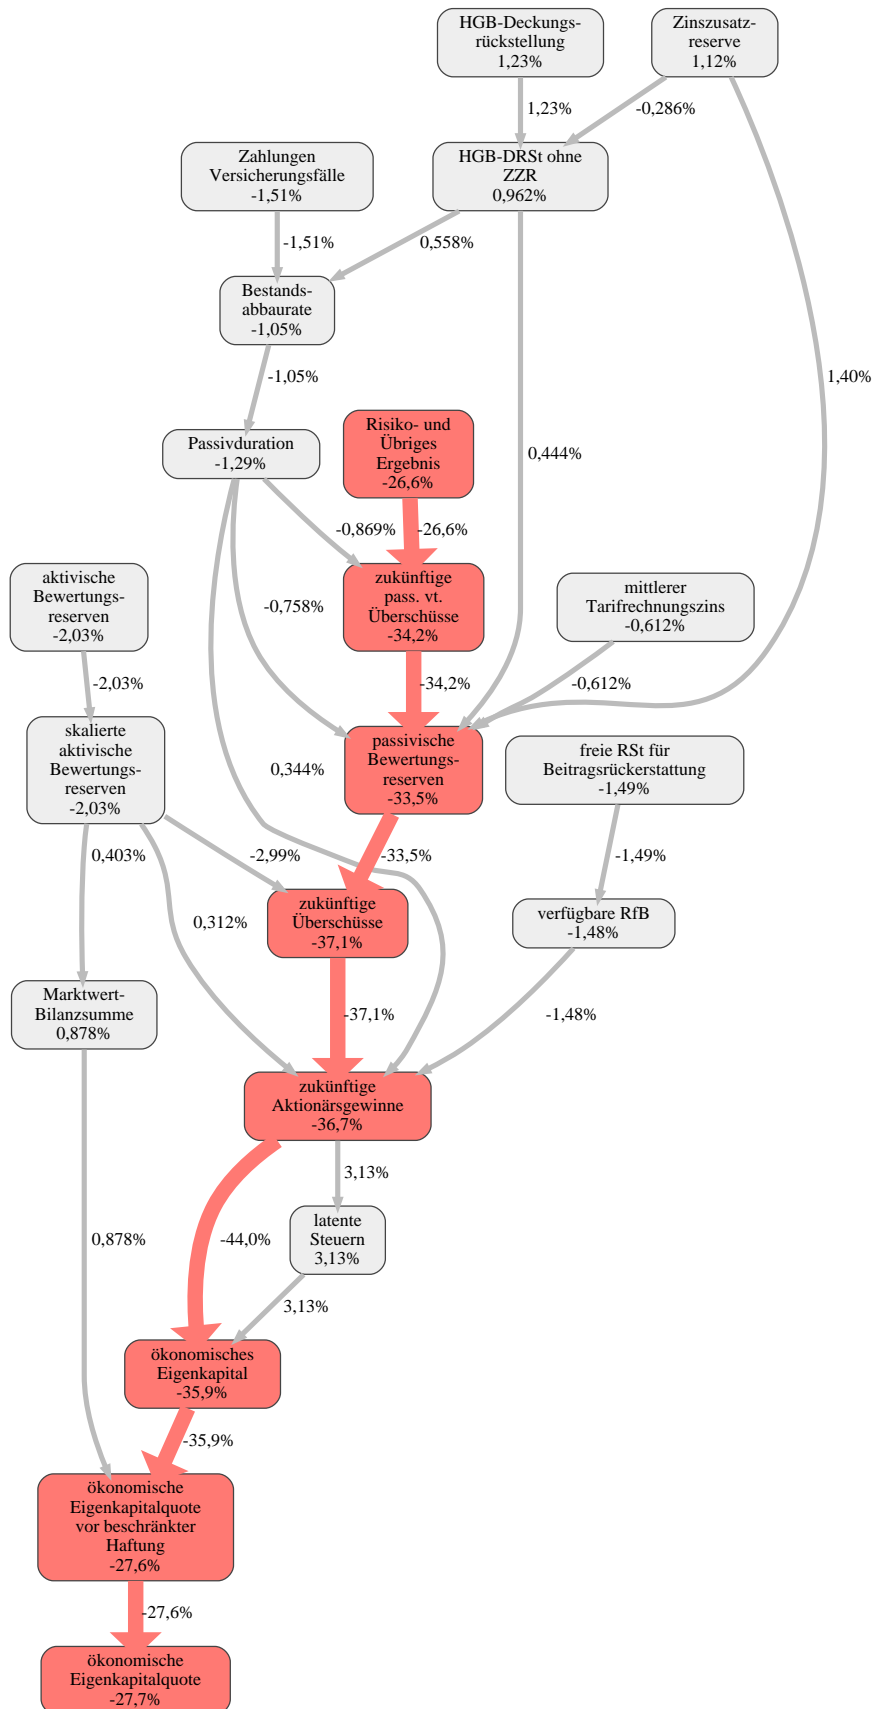 HGB-Deckungs-
rückstellung
1,23%
Zinszusatz-
reserve
1,12%
1,23%
-0,286%
Zahlungen
Versicherungsfälle
-1,51%
HGB-DRSt ohne
ZZR
0,962%
-1,51%
0,558%
Bestands-
abbaurate
-1,05%
-1,05%
1,40%
Risiko- und
Übriges
Ergebnis
-26,6%
Passivduration
-1,29%
0,444%
-0,869%
-26,6%
aktivische
Bewertungs-
reserven
-2,03%
zukünftige
pass. vt.
Überschüsse
-34,2%
mittlerer
Tarifrechnungszins
-0,612%
-0,758%
-2,03%
-34,2%
-0,612%
skalierte
aktivische
Bewertungs-
reserven
-2,03%
passivische
Bewertungs-
reserven
-33,5%
freie RSt für
Beitragsrückerstattung
-1,49%
0,344%
0,403%
-2,99%
-33,5%
-1,49%
zukünftige
Überschüsse
-37,1%
verfügbare RfB
-1,48%
0,312%
Marktwert-
Bilanzsumme
0,878%
-37,1%
-1,48%
zukünftige
Aktionärsgewinne
-36,7%
3,13%
latente
Steuern
3,13%
0,878%
-44,0%
3,13%
ökonomisches
Eigenkapital
-35,9%
-35,9%
ökonomische
Eigenkapitalquote
vor beschränkter
Haftung
-27,6%
-27,6%
ökonomische
Eigenkapitalquote
-27,7%